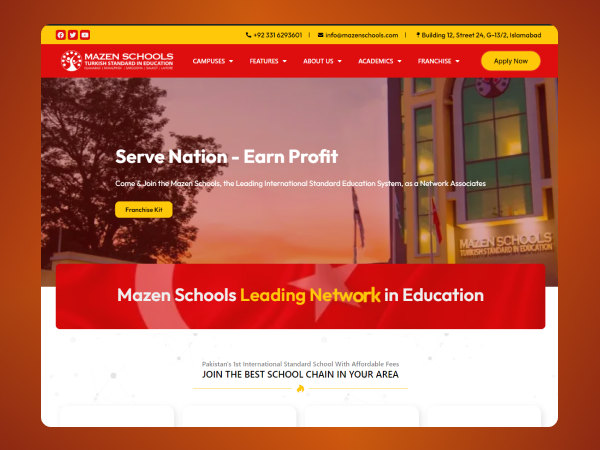 +92 331 6293601 | info@mazenschools.com | Building 12, Street 24, G-13/2, Islamabad
MAZEN SCHOOLS
TURKISH STANDARD IN EDUCATION
CAMPUSES FEATURES ABOUT US ACADEMICS FRANCHISE Apply Now
Serve Nation - Earn Profit
Come & Join the Mazen Schools, the Leading International Standard Education System, as a Network Associates
Franchise Kit
MAZEN SCHOOLS
TURKISH STANDARD IN EDUCATION
Mazen Schools Leading Network in Education
Pakistan's 1st International Standard School With Affordable Fees
JOIN THE BEST SCHOOL CHAIN IN YOUR AREA